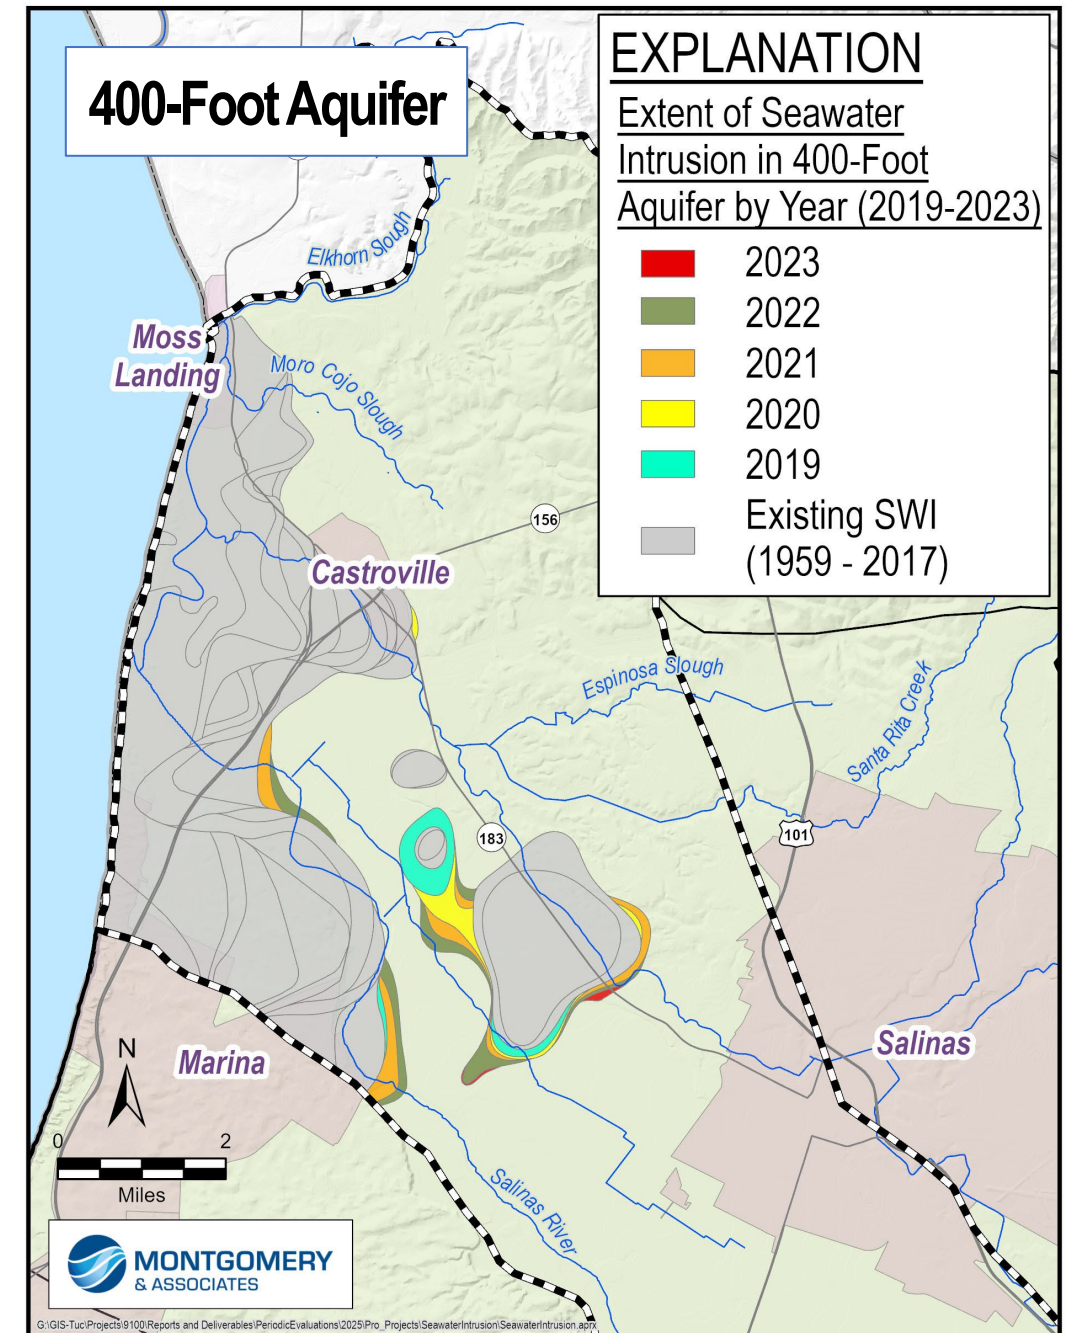 400-Foot Aquifer
EXPLANATION
Extent of Seawater
Intrusion in 400-Foot
Aquifer by Year (2019-2023)
2023
2022
2021
2020
2019
Existing SWI
(1959 - 2017)
Elkhorn Slough
Moss
Landing
Moro Cojo Slough
156
Castroville
Espinosa Slough
Santa Rita Creek
101
183
Salinas
Marina
N
0 2
Miles
Salinas River
MONTGOMERY
& ASSOCIATES
G:\GIS-Tuc\Projects\9100\Reports and Deliverables\PeriodicEvaluations\2025\Pro_Projects\SeawaterIntrusion\SeawaterIntrusion.aprx